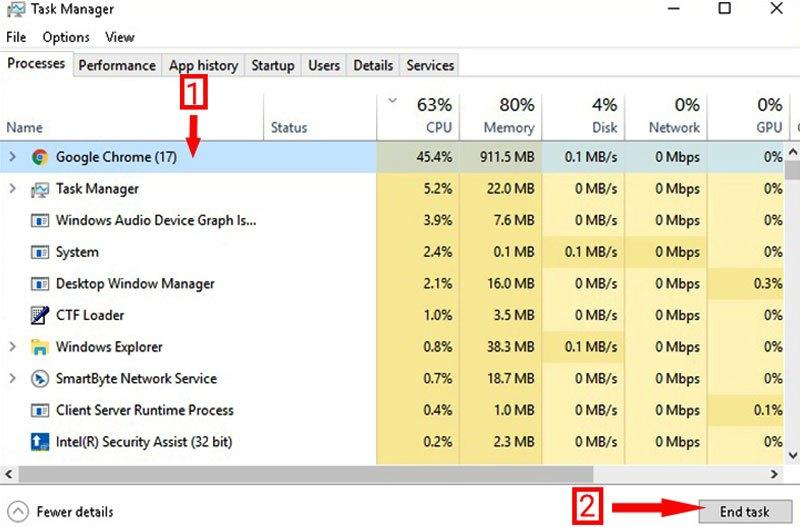 Task Manager
File Options View
Processes Performance App history Startup Users Details Services
1
63% 80% 4% 0% 0%
Name Status CPU Memory Disk Network GPU
Google Chrome (17) 45.4% 911.5 MB 0.1 MB/s 0 Mbps 0%
Task Manager 5.2% 22.0 MB 0 MB/s 0 Mbps 0%
Windows Audio Device Graph Is... 3.9% 7.6 MB 0 MB/s 0 Mbps 0%
System 2.4% 0.1 MB 0.1 MB/s 0 Mbps 0%
Desktop Window Manager 2.1% 16.0 MB 0 MB/s 0 Mbps 0.3%
CTF Loader 1.0% 3.5 MB 0 MB/s 0 Mbps 0%
Windows Explorer 0.8% 38.3 MB 0.1 MB/s 0 Mbps 0%
SmartByte Network Service 0.7% 18.7 MB 0 MB/s 0 Mbps 0%
Client Server Runtime Process 0.4% 1.0 MB 0 MB/s 0 Mbps 0.1%
Intel(R) Security Assist (32 bit) 0.2% 2.3 MB 0 MB/s 0 Mbps 0%
Fewer details 2 End task